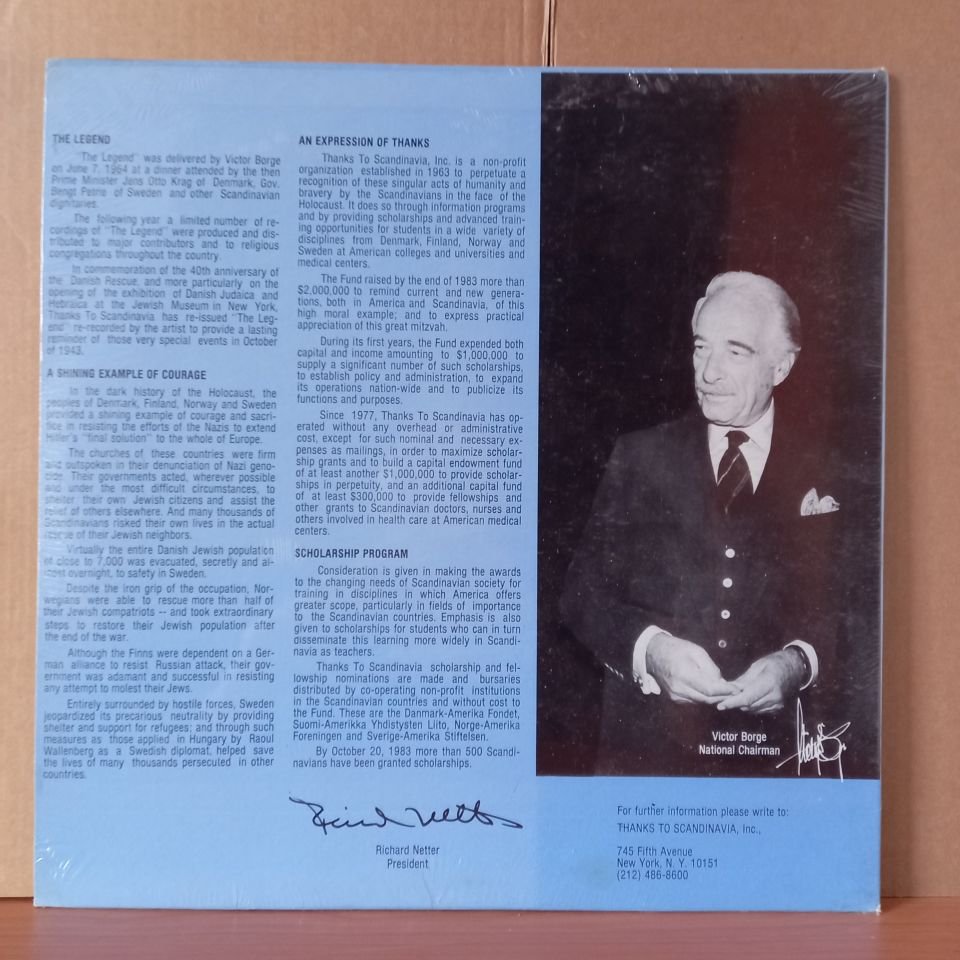 THE LEGEND
"The Legend" was delivered by Victor Borge
on June 7, 1964 at a dinner attended by the then
Prime Minister Jens Otto Krag of Denmark, Gov.
Bengt Petrie of Sweden and other Scandinavian
dignitaries.
The following year a limited number of re-
cordings of "The Legend" were produced and dis-
tributed to major contributors and to religious
congregations throughout the country.
In commemoration of the 40th anniversary of
the Danish Rescue, and more particularly on the
opening of the exhibition of Danish Judaica and
Hebraica at the Jewish Museum in New York,
Thanks To Scandinavia has re-issued "The Leg-
end" re-recorded by the artist to provide a lasting
reminder of those very special events in October
of 1943.
A SHINING EXAMPLE OF COURAGE
In the dark history of the Holocaust, the
peoples of Denmark, Finland, Norway and Sweden
provided a shining example of courage and sacri-
fice in resisting the efforts of the Nazis to extend
Hitler's "final solution" to the whole of Europe.
The churches of these countries were firm
and outspoken in their denunciation of Nazi geno-
cide. Their governments acted, wherever possible
and under the most difficult circumstances, to
shelter their own Jewish citizens and assist the
relief of others elsewhere. And many thousands of
Scandinavians risked their own lives in the actual
rescue of their Jewish neighbors.
Virtually the entire Danish Jewish population
of close to 7,000 was evacuated, secretly and al-
most overnight, to safety in Sweden.
Despite the iron grip of the occupation, Nor-
wegians were able to rescue more than half of
their Jewish compatriots -- and took extraordinary
steps to restore their Jewish population after
the end of the war.
Although the Finns were dependent on a Ger-
man alliance to resist Russian attack, their gov-
ernment was adamant and successful in resisting
any attempt to molest their Jews.
Entirely surrounded by hostile forces, Sweden
jeopardized its precarious neutrality by providing
shelter and support for refugees; and through such
measures as those applied in Hungary by Raoul
Wallenberg as a Swedish diplomat, helped save
the lives of many thousands persecuted in other
countries.
AN EXPRESSION OF THANKS
Thanks To Scandinavia, Inc. is a non-profit
organization established in 1963 to perpetuate a
recognition of these singular acts of humanity and
bravery by the Scandinavians in the face of the
Holocaust. It does so through information programs
and by providing scholarships and advanced train-
ing opportunities for students in a wide variety of
disciplines from Denmark, Finland, Norway and
Sweden at American colleges and universities and
medical centers.
The Fund raised by the end of 1983 more than
$2,000,000 to remind current and new genera-
tions, both in America and Scandinavia, of this
high moral example; and to express practical
appreciation of this great mitzvah.
During its first years, the Fund expended both
capital and income amounting to $1,000,000 to
supply a significant number of such scholarships,
to establish policy and administration, to expand
its operations nation-wide and to publicize its
functions and purposes.
Since 1977, Thanks To Scandinavia has op-
erated without any overhead or administrative
cost, except for such nominal and necessary ex-
penses as mailings, in order to maximize scholar-
ship grants and to build a capital endowment fund
of at least another $1,000,000 to provide scholar-
ships in perpetuity, and an addtional capital fund
of at least $300,000 to provide fellowships and
other grants to Scandinavian doctors, nurses and
others involved in health care at American medical
centers.
SCHOLARSHIP PROGRAM
Consideration is given in making the awards
to the changing needs of Scandinavian society for
training in disciplines in which America offers
greater scope, particularly in fields of importance
to the Scandinavian countries. Emphasis is also
given to scholarships for students who can in turn
disseminate this learning more widely in Scandi-
navia as teachers.
Thanks To Scandinavia scholarship and fel-
lowship nominations are made and bursaries
distributed by co-operating non-profit institutions
in the Scandinavian countries and without cost to
the Fund. These are the Danmark-Amerika Fondet,
Suomi-Amerikka Yhdistysten Liito, Norge-Amerika
Foreningen and Sverige-Amerika Stiftelsen.
By October 20, 1983 more than 500 Scandi-
navians have been granted scholarships.
Richard Netter
Richard Netter
President
Victor Borge
National Chairman
For further information please write to:
THANKS TO SCANDINAVIA, Inc.,
745 Fifth Avenue
New York, N. Y. 10151
(212) 486-8600